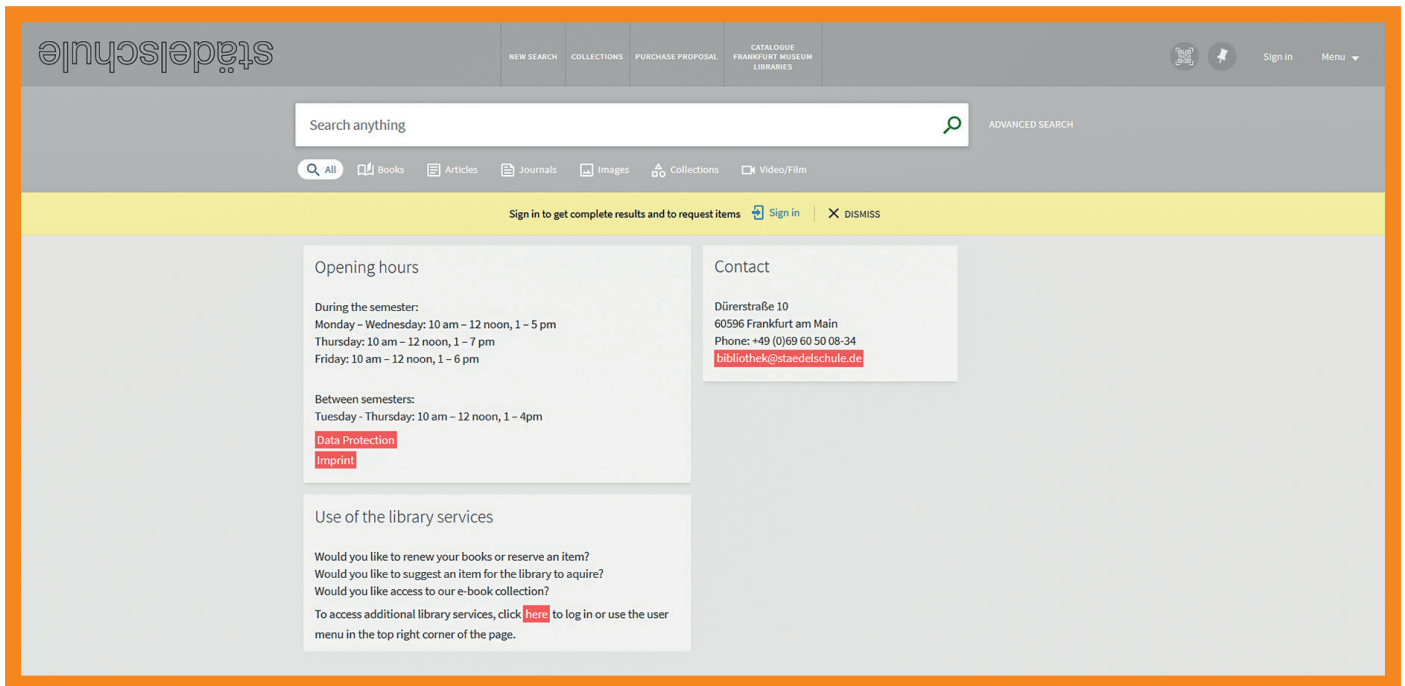 städelschule
NEW SEARCH
COLLECTIONS
PURCHASE PROPOSAL
CATALOGUE
FRANKFURT MUSEUM
LIBRARIES
Sign in
Menu
Search anything
ADVANCED SEARCH
All
Books
Articles
Journals
Images
Collections
Video/Film
Sign in to get complete results and to request items
Sign in
DISMISS
Opening hours
During the semester:
Monday – Wednesday: 10 am – 12 noon, 1 – 5 pm
Thursday: 10 am – 12 noon, 1 – 7 pm
Friday: 10 am – 12 noon, 1 – 6 pm
Between semesters:
Tuesday - Thursday: 10 am – 12 noon, 1 – 4pm
Data Protection
Imprint
Contact
Dürerstraße 10
60596 Frankfurt am Main
Phone: +49 (0)69 60 50 08-34
bibliothek@staedelschule.de
Use of the library services
Would you like to renew your books or reserve an item?
Would you like to suggest an item for the library to aquire?
Would you like access to our e-book collection?
To access additional library services, click here to log in or use the user
menu in the top right corner of the page.